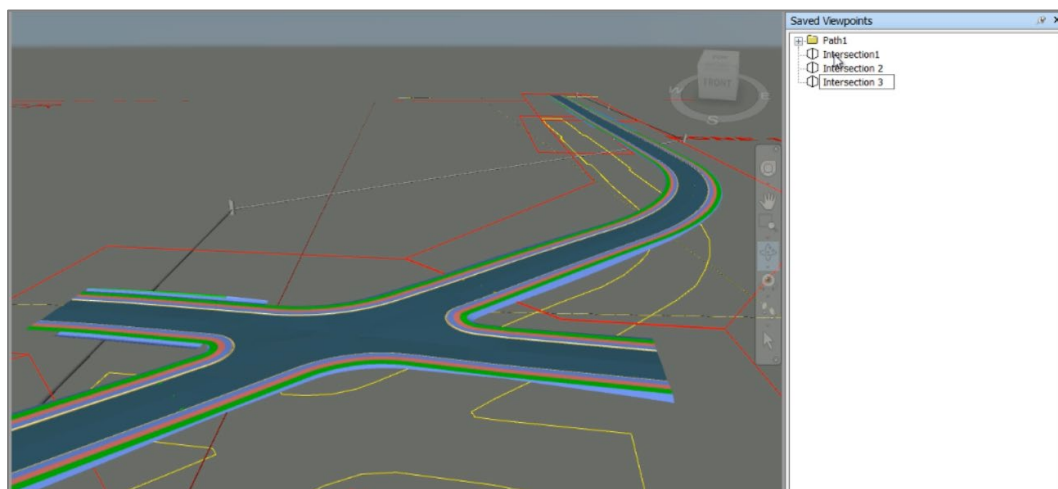 Saved Viewpoints
Path1
Intersection1
Intersection 2
Intersection 3
FRONT
S